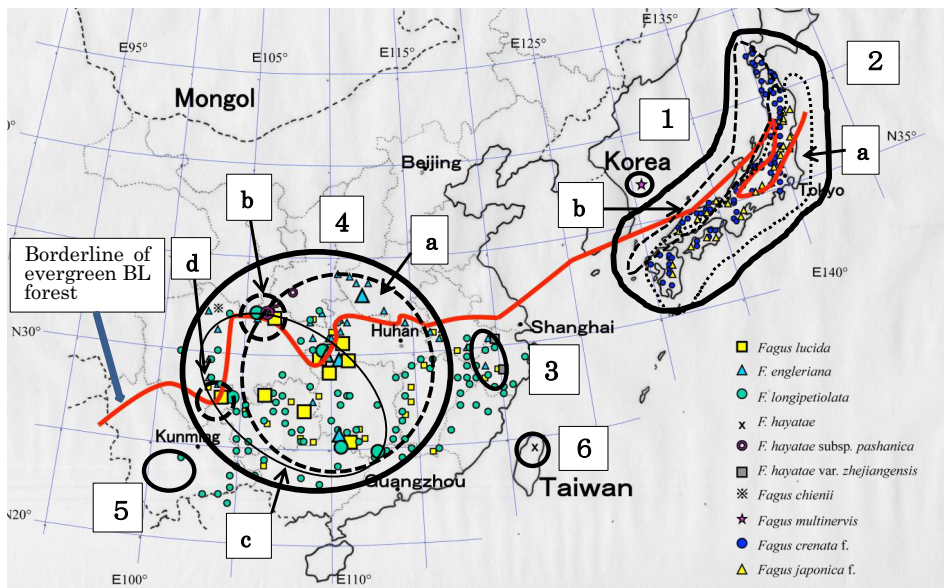 E95°
E105°
E115°
E125°
E135°
2
Mongol
1
N35°
Beijing
Korea
a
Tokyo
b
4
b
Borderline of
evergreen BL
forest
d
a
E140°
N30°
Huhan
Shanghai
3
Kunming
6
Guangzhou
Taiwan
5
c
N20°
E100°
E110°
Fagus lucida
F. engleriana
F. longipetiolata
x F. hayatae
F. hayatae subsp. pashanica
F. hayatae var. zhejiangensis
Fagus chienii
Fagus multinervis
Fagus crenata f.
Fagus japonica f.